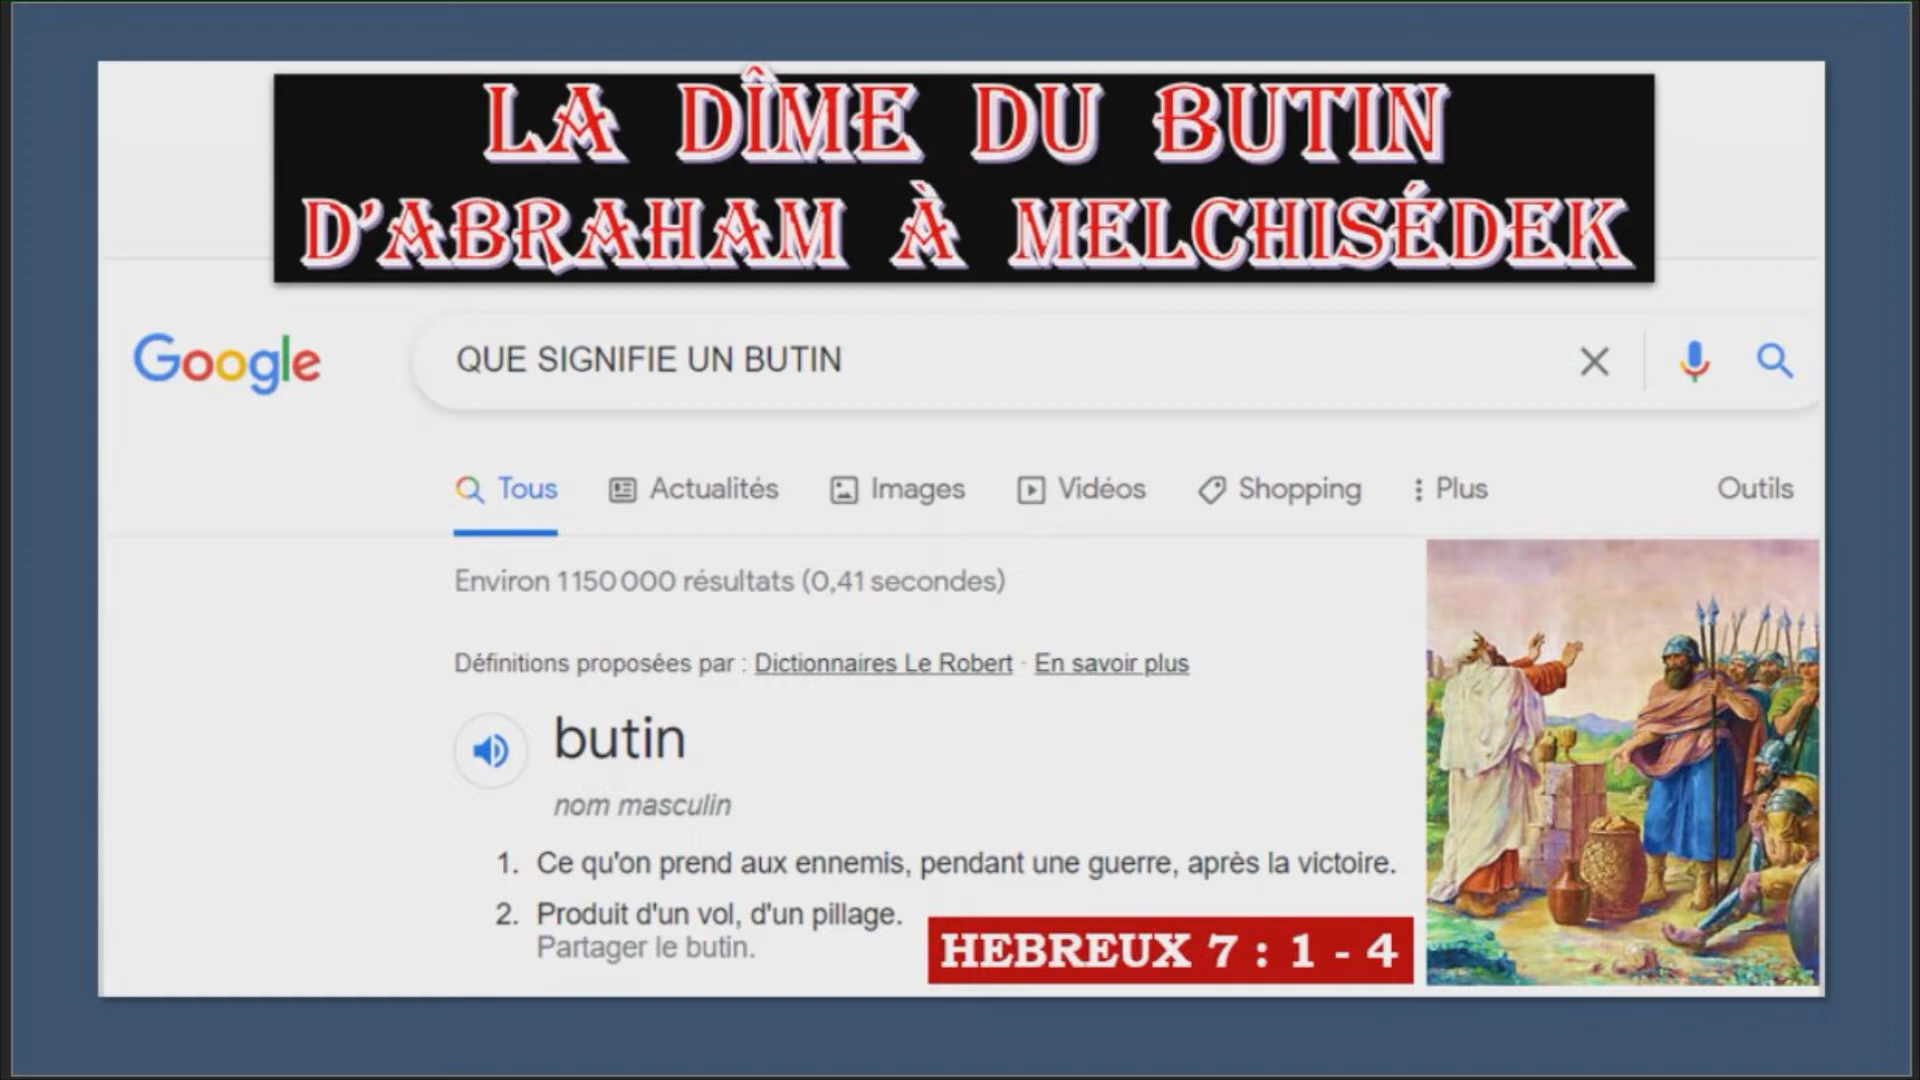 LA DÎME DU BUTIN
D'ABRAHAM À MELCHISÉDEK
Google
QUE SIGNIFIE UN BUTIN
Tous Actualités Images Vidéos Shopping Plus Outils
Environ 1 150 000 résultats (0,41 secondes)
Définitions proposées par : Dictionnaires Le Robert · En savoir plus
butin
nom masculin
1. Ce qu'on prend aux ennemis, pendant une guerre, après la victoire.
2. Produit d'un vol, d'un pillage.
Partager le butin.
HEBREUX 7 : 1 - 4